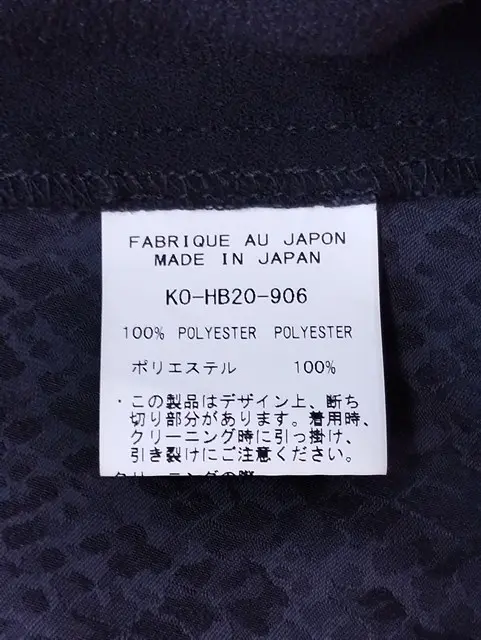 FABRIQUE AU JAPON
MADE IN JAPAN
KO-HB20-906
100% POLYESTER POLYESTER
ポリエステル 100%
・この製品はデザイン上、断ち
切り部分があります。着用時、
クリーニング時に引っ掛け、
引き裂けにご注意ください。